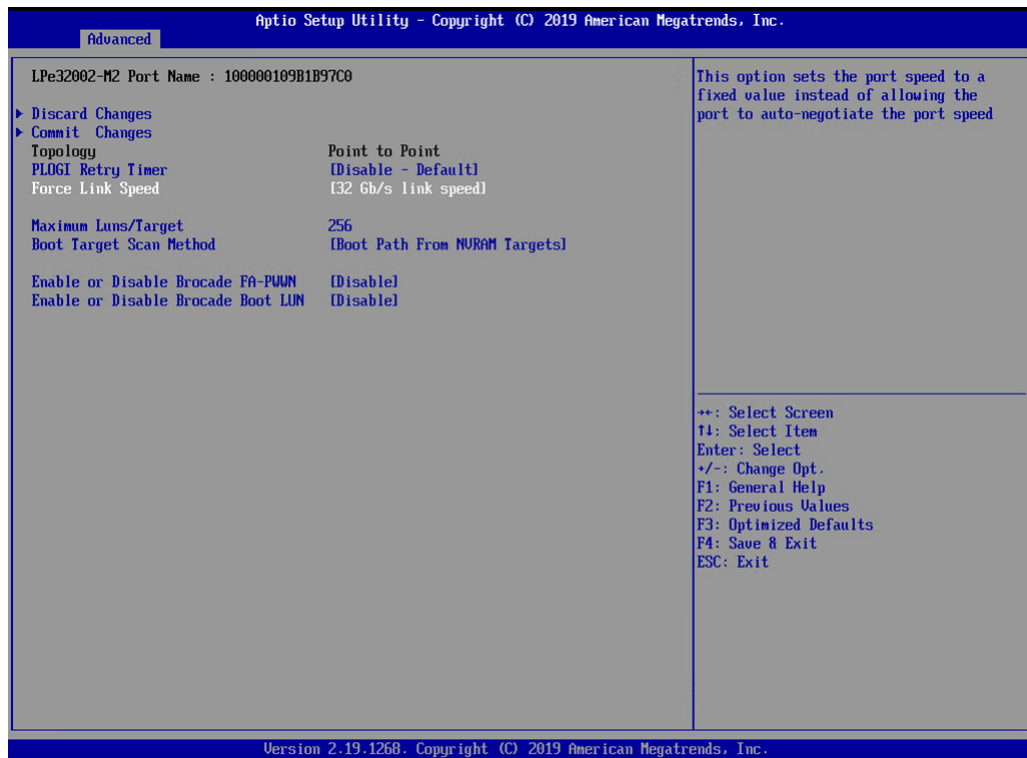 Aptio Setup Utility - Copyright (C) 2019 American Megatrends, Inc.
Advanced
LPe32002-M2 Port Name : 100000109B1B97C0
Discard Changes
Commit Changes
Topology Point to Point
PLOGI Retry Timer [Disable - Default]
Force Link Speed [32 Gb/s link speed]
Maximum Luns/Target 256
Boot Target Scan Method [Boot Path From NVRAM Targets]
Enable or Disable Brocade FA-PWWN [Disable]
Enable or Disable Brocade Boot LUN [Disable]
This option sets the port speed to a
fixed value instead of allowing the
port to auto-negotiate the port speed
→←: Select Screen
↑↓: Select Item
Enter: Select
+/-: Change Opt.
F1: General Help
F2: Previous Values
F3: Optimized Defaults
F4: Save & Exit
ESC: Exit
Version 2.19.1268. Copyright (C) 2019 American Megatrends, Inc.